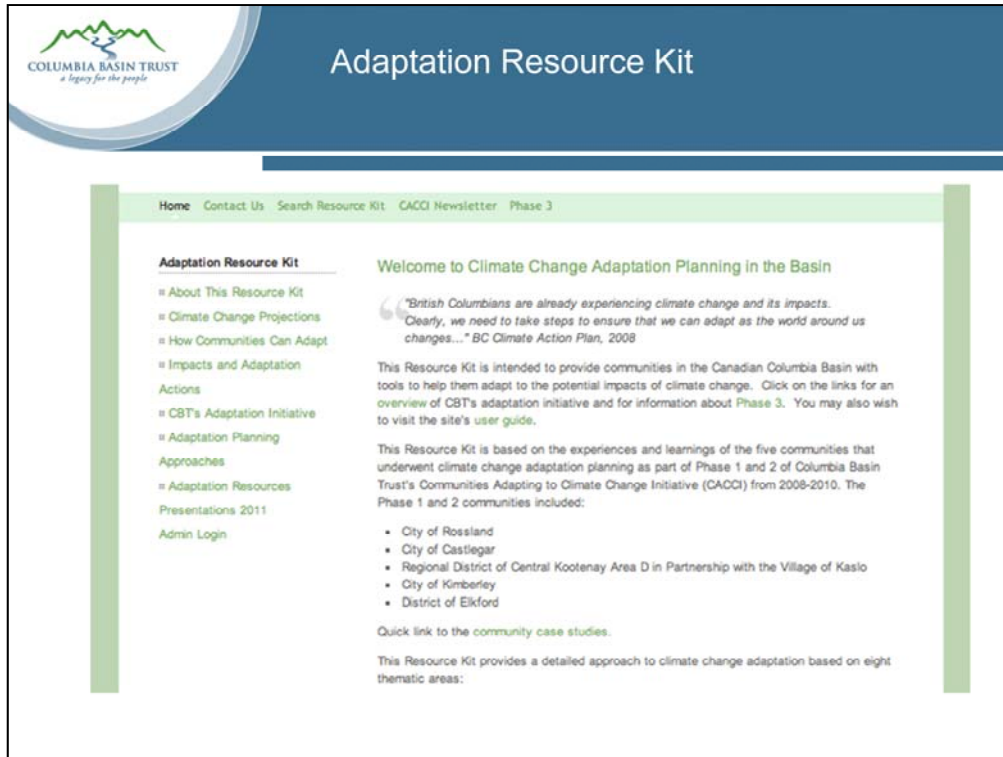 COLUMBIA BASIN TRUST
a legacy for the people
Adaptation Resource Kit
Home Contact Us Search Resource Kit CACCI Newsletter Phase 3
Adaptation Resource Kit
About This Resource Kit
Climate Change Projections
How Communities Can Adapt
Impacts and Adaptation
Actions
CBT's Adaptation Initiative
Adaptation Planning
Approaches
Adaptation Resources
Presentations 2011
Admin Login
Welcome to Climate Change Adaptation Planning in the Basin
"British Columbians are already experiencing climate change and its impacts.
Clearly, we need to take steps to ensure that we can adapt as the world around us
changes…" BC Climate Action Plan, 2008
This Resource Kit is intended to provide communities in the Canadian Columbia Basin with
tools to help them adapt to the potential impacts of climate change. Click on the links for an
overview of CBT's adaptation initiative and for information about Phase 3. You may also wish
to visit the site's user guide.
This Resource Kit is based on the experiences and learnings of the five communities that
underwent climate change adaptation planning as part of Phase 1 and 2 of Columbia Basin
Trust's Communities Adapting to Climate Change Initiative (CACCI) from 2008-2010. The
Phase 1 and 2 communities included:
• City of Rossland
• City of Castlegar
• Regional District of Central Kootenay Area D in Partnership with the Village of Kaslo
• City of Kimberley
• District of Elkford
Quick link to the community case studies.
This Resource Kit provides a detailed approach to climate change adaptation based on eight
thematic areas: